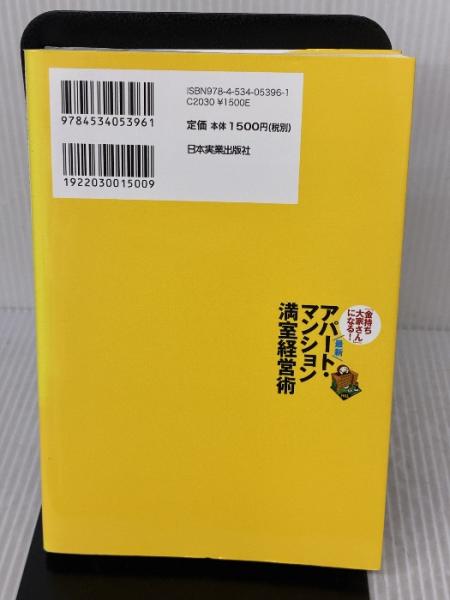 ISBN978-4-534-05396-1
C2030 ¥1500E
定価 本体1500円(税別)
日本実業出版社
9784534053961
1922030015009
「金持ち
大家さん」
になる!
最新
アパート・
マンション
満室経営術